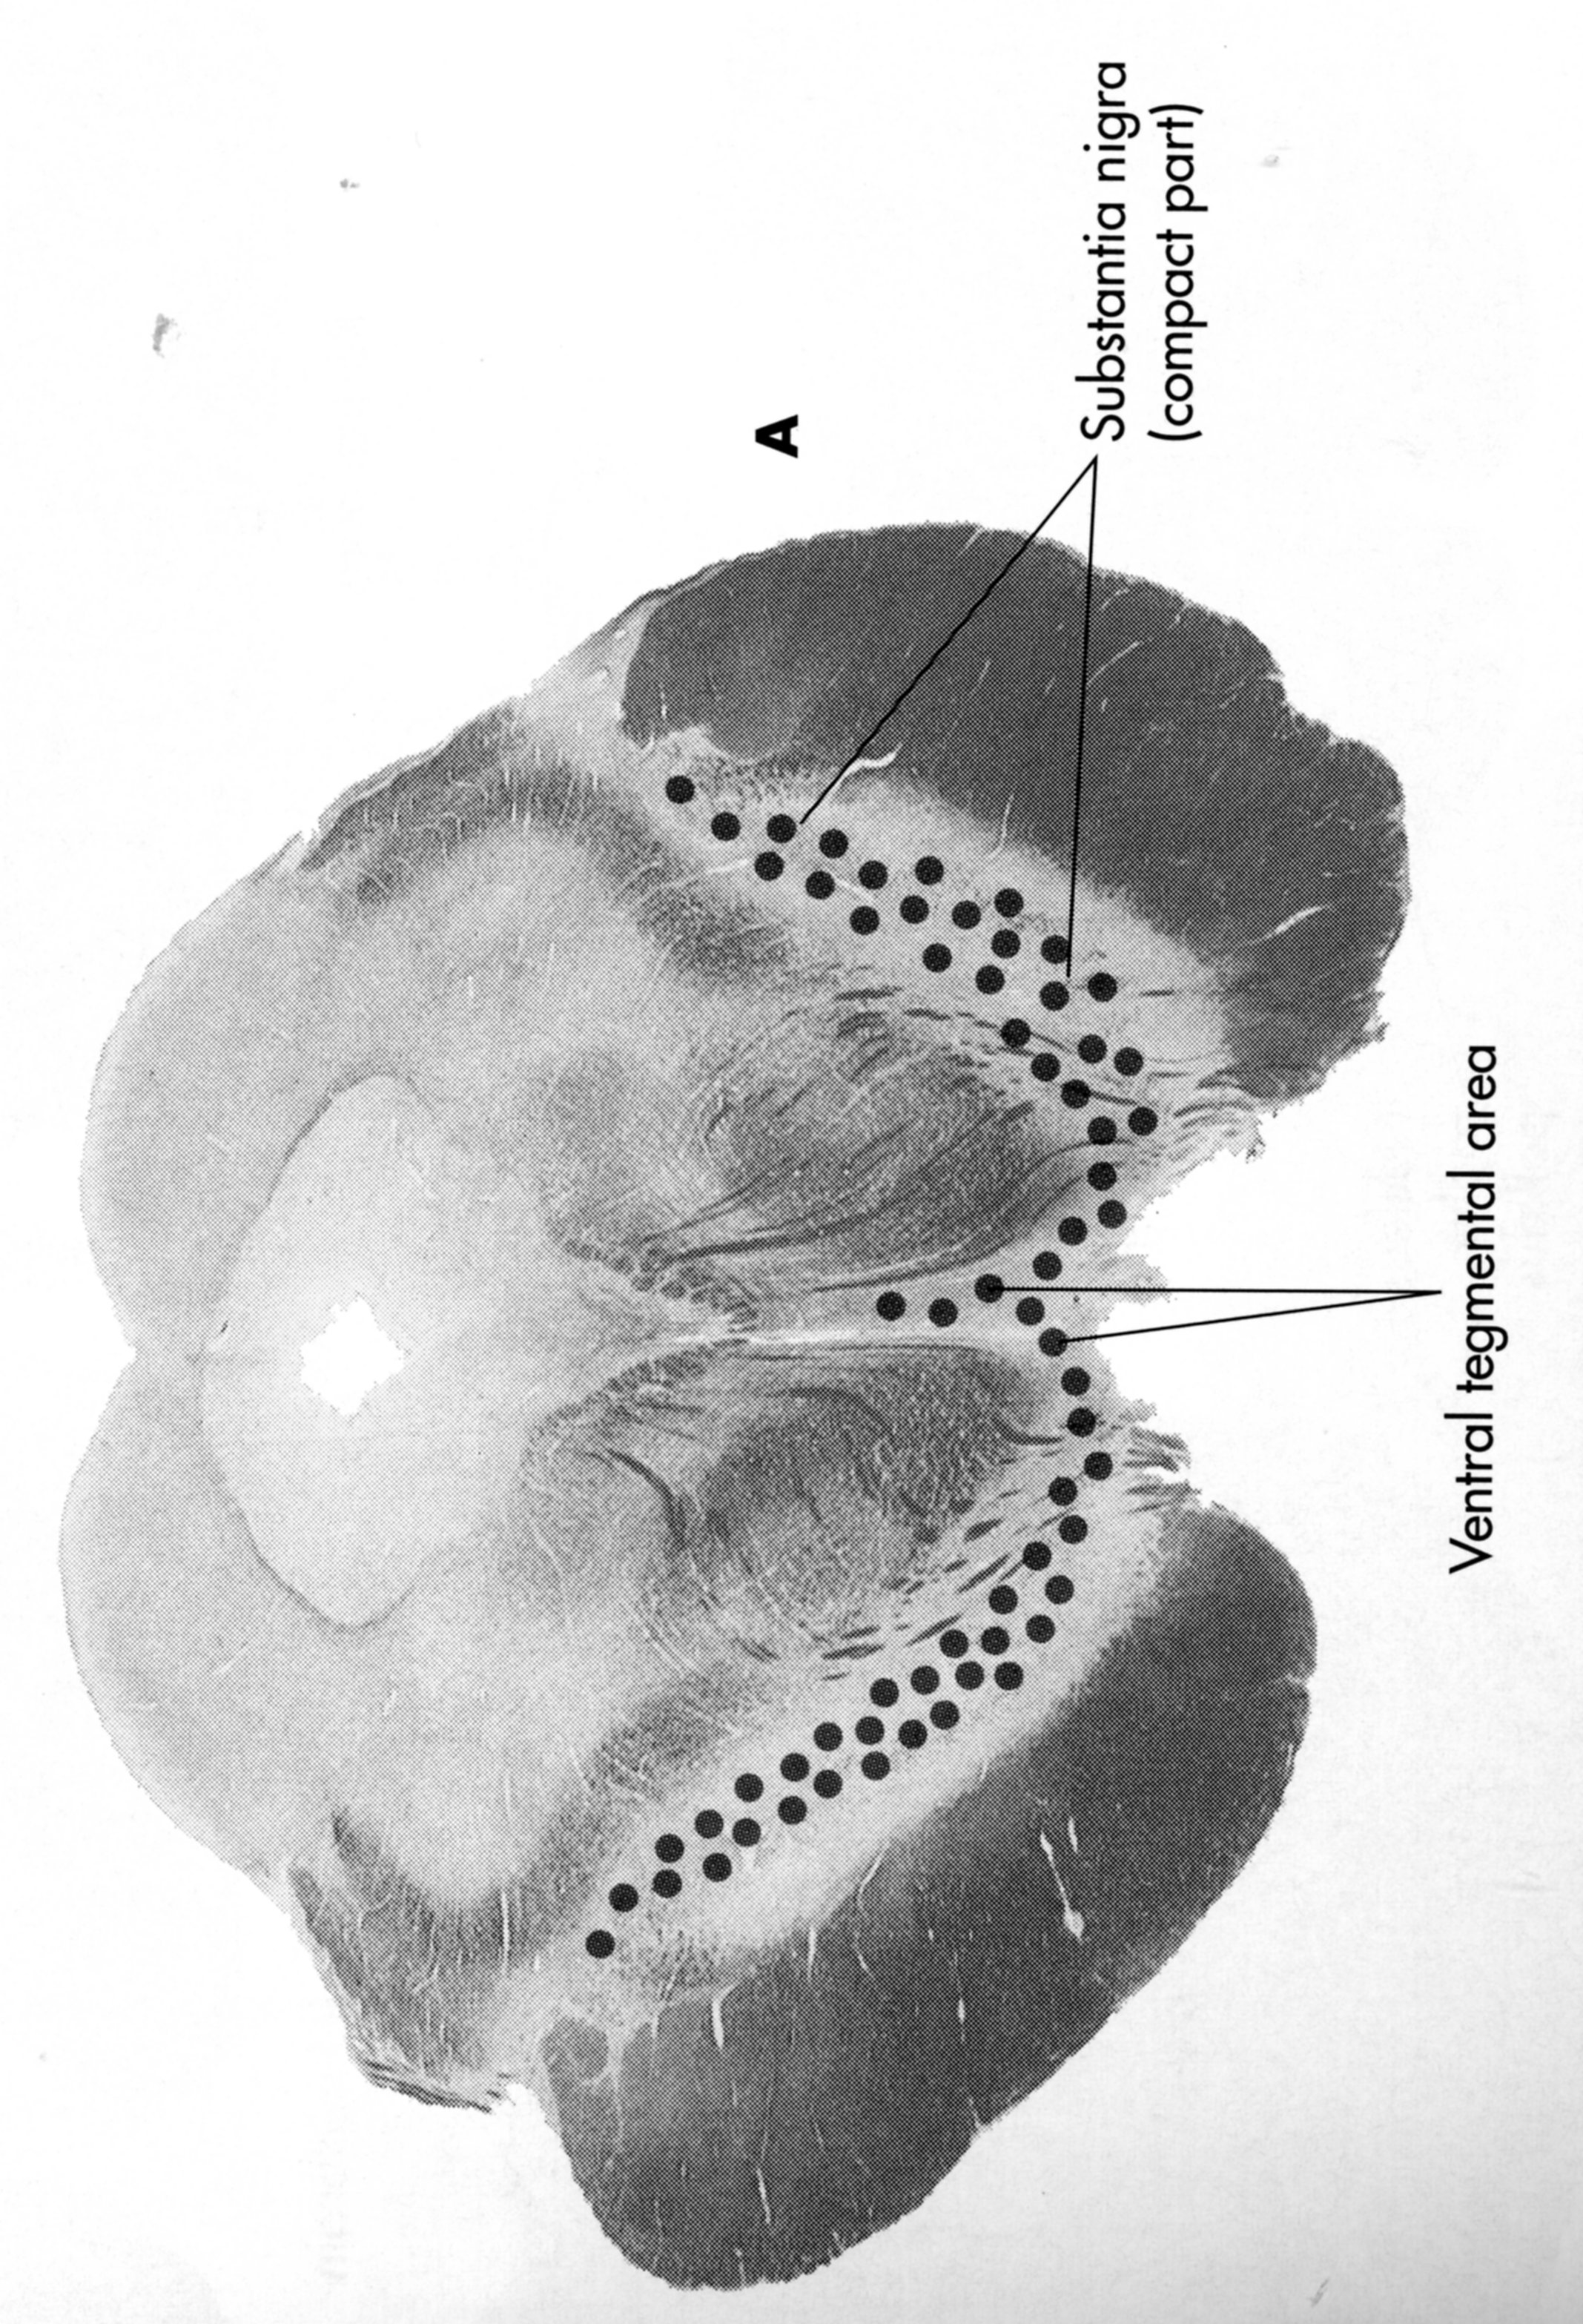 A
Substantia nigra
(compact part)
Ventral tegmental area